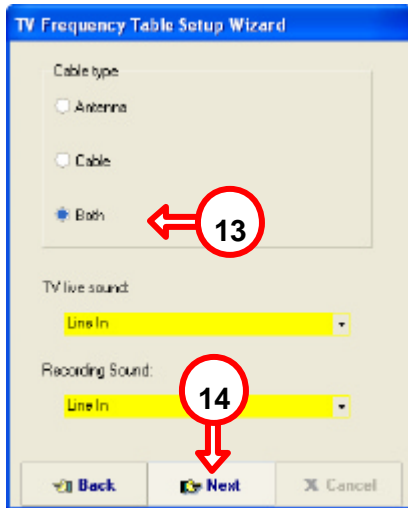 TV Frequency Table Setup Wizard
Cable type
Antenna
Cable
Both
13
TV live sound:
Line In
Recording Sound:
Line In
14
Back Next X Cancel